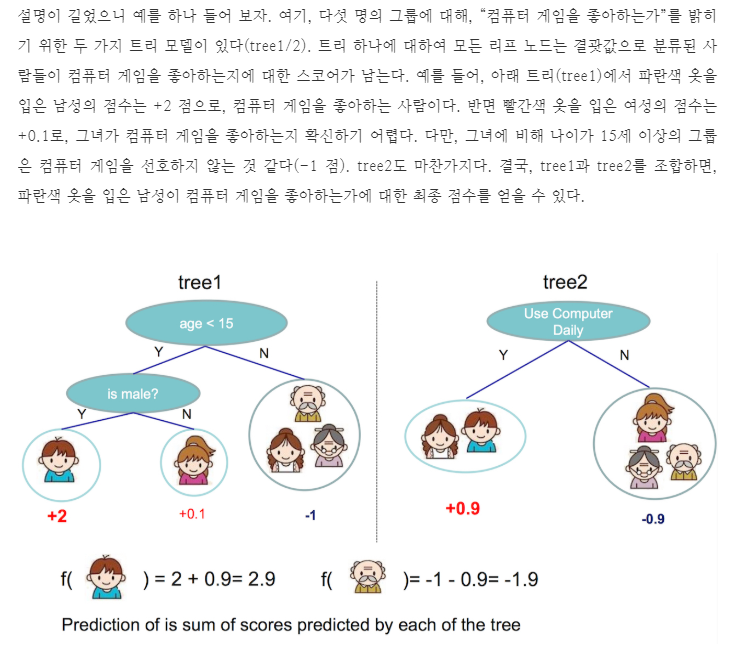 설명이 길었으니 예를 하나 들어 보자. 여기, 다섯 명의 그룹에 대해, “컴퓨터 게임을 좋아하는가”를 밝히
기 위한 두 가지 트리 모델이 있다(tree1/2). 트리 하나에 대하여 모든 리프 노드는 결괏값으로 분류된 사
람들이 컴퓨터 게임을 좋아하는지에 대한 스코어가 남는다. 예를 들어, 아래 트리(tree1)에서 파란색 옷을
입은 남성의 점수는 +2 점으로, 컴퓨터 게임을 좋아하는 사람이다. 반면 빨간색 옷을 입은 여성의 점수는
+0.1로, 그녀가 컴퓨터 게임을 좋아하는지 확신하기 어렵다. 다만, 그녀에 비해 나이가 15세 이상의 그룹
은 컴퓨터 게임을 선호하지 않는 것 같다(-1 점). tree2도 마찬가지다. 결국, tree1과 tree2를 조합하면,
파란색 옷을 입은 남성이 컴퓨터 게임을 좋아하는가에 대한 최종 점수를 얻을 수 있다.
tree1
age < 15
Y
N
is male?
Y
N
+2
+0.1
-1
tree2
Use Computer
Daily
Y
N
+0.9
-0.9
f( ) = 2 + 0.9= 2.9
f( )= -1 - 0.9= -1.9
Prediction of is sum of scores predicted by each of the tree